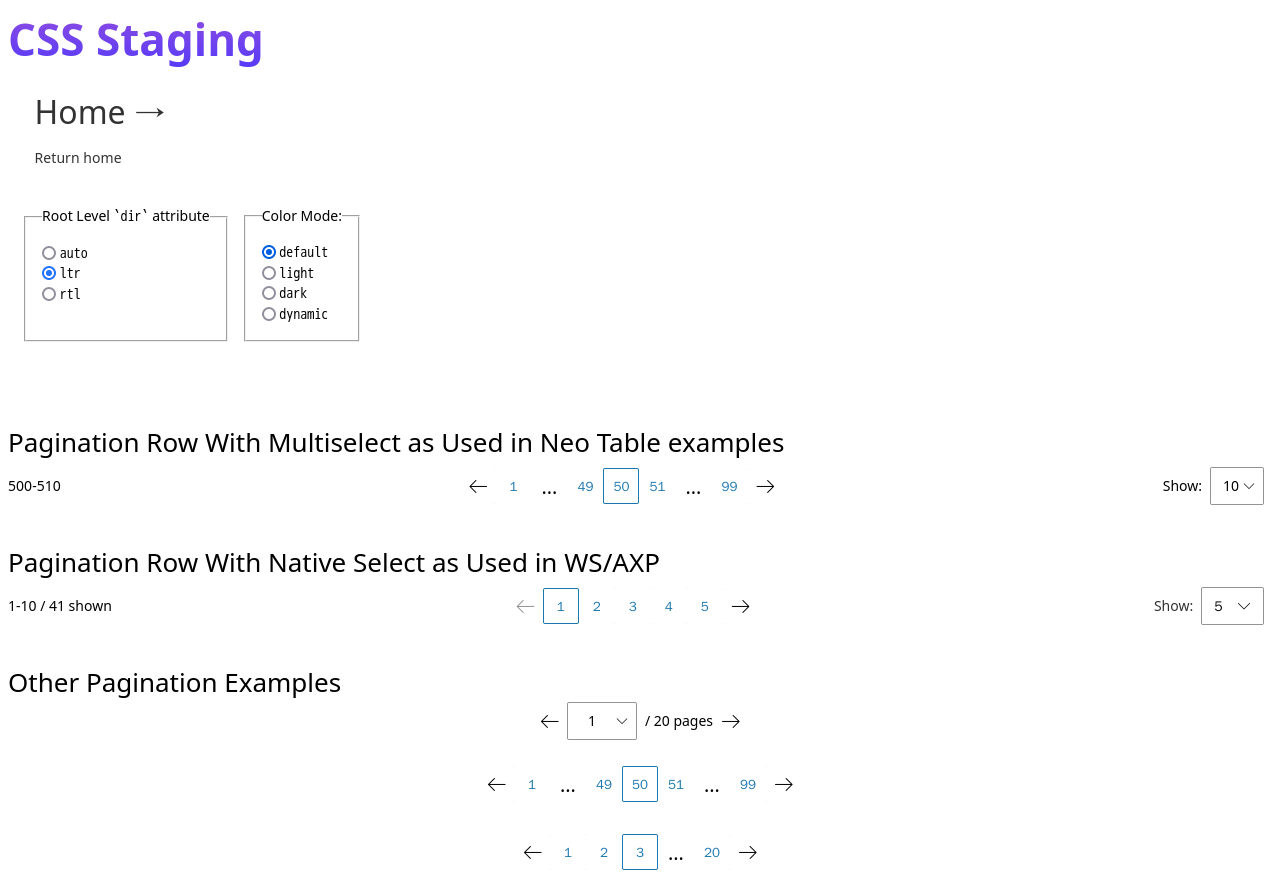 CSS Staging
Home →
Return home
Root Level `dir` attribute
auto
ltr
rtl
Color Mode:
default
light
dark
dynamic
Pagination Row With Multiselect as Used in Neo Table examples
500-510 ← 1 ... 49 50 51 ... 99 → Show: 10
Pagination Row With Native Select as Used in WS/AXP
1-10 / 41 shown ← 1 2 3 4 5 → Show: 5
Other Pagination Examples
← 1 / 20 pages →
← 1 ... 49 50 51 ... 99 →
← 1 2 3 ... 20 →